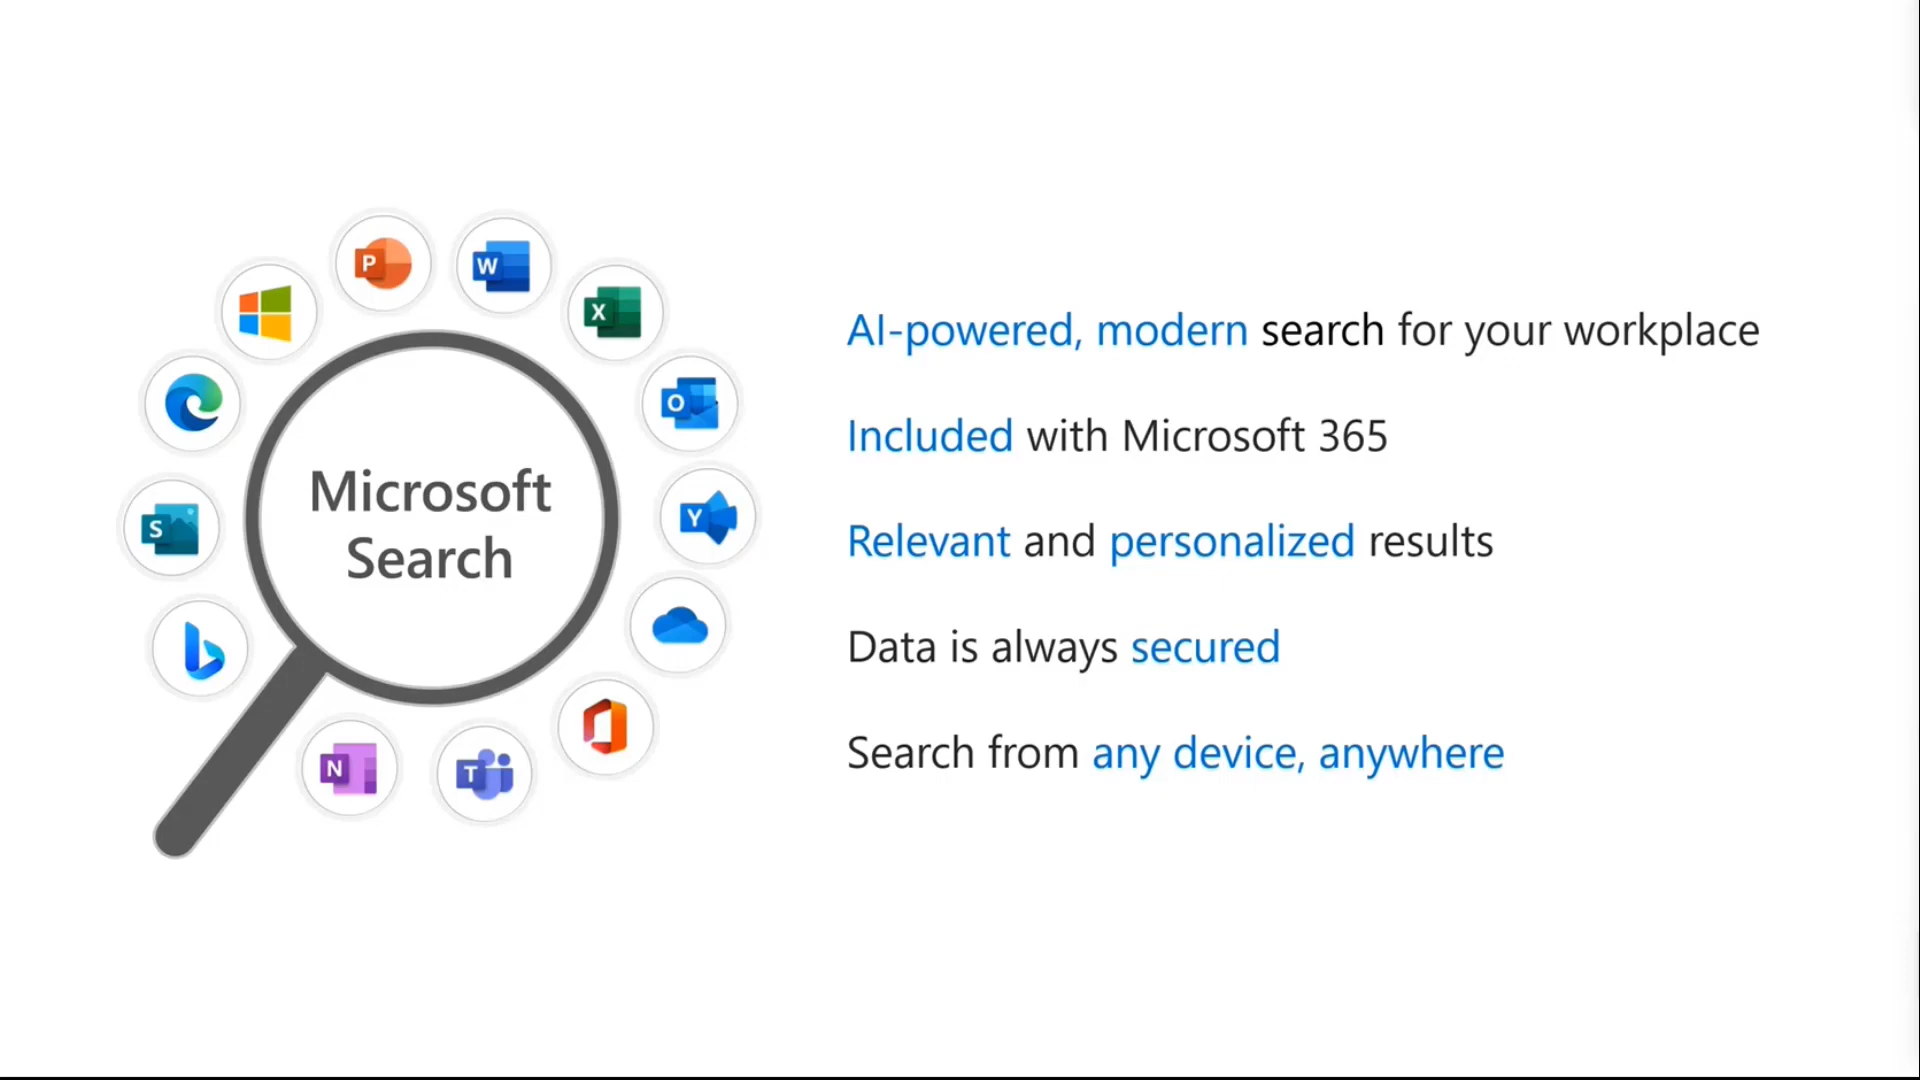 P
W
X
O
S
Y
N
T
Microsoft
Search
AI-powered, modern search for your workplace
Included with Microsoft 365
Relevant and personalized results
Data is always secured
Search from any device, anywhere